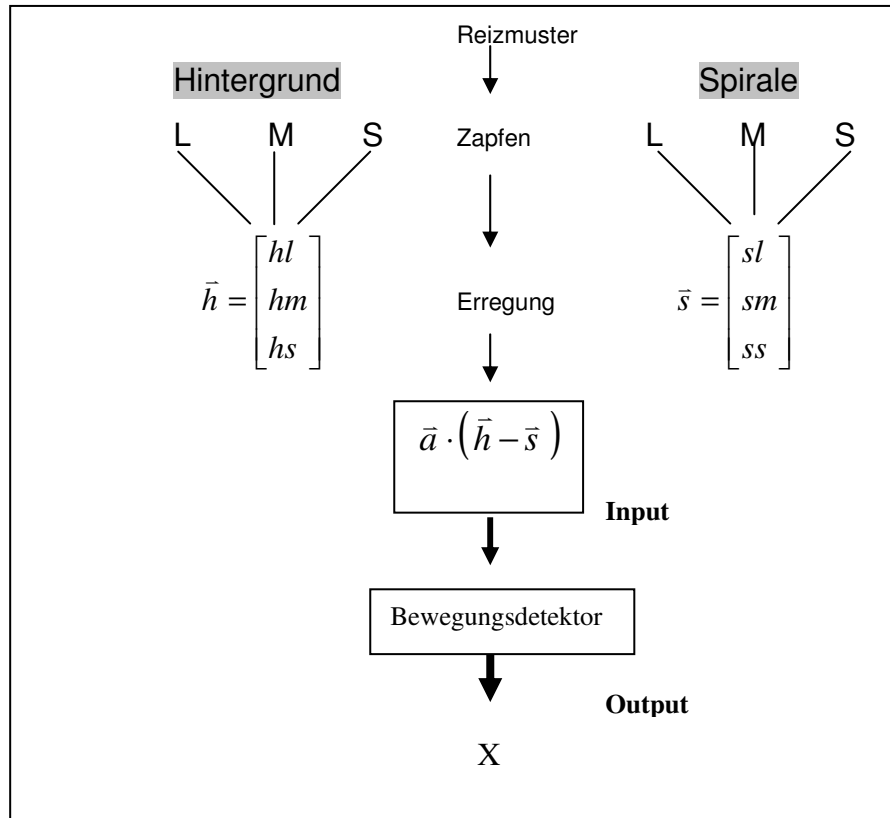 Reizmuster
Hintergrund Spirale
L M S Zapfen L M S
h⃗ = [hl hm hs] Erregung s⃗ = [sl sm ss]
a⃗ · (h⃗ − s⃗)
Input
Bewegungsdetektor
Output
X